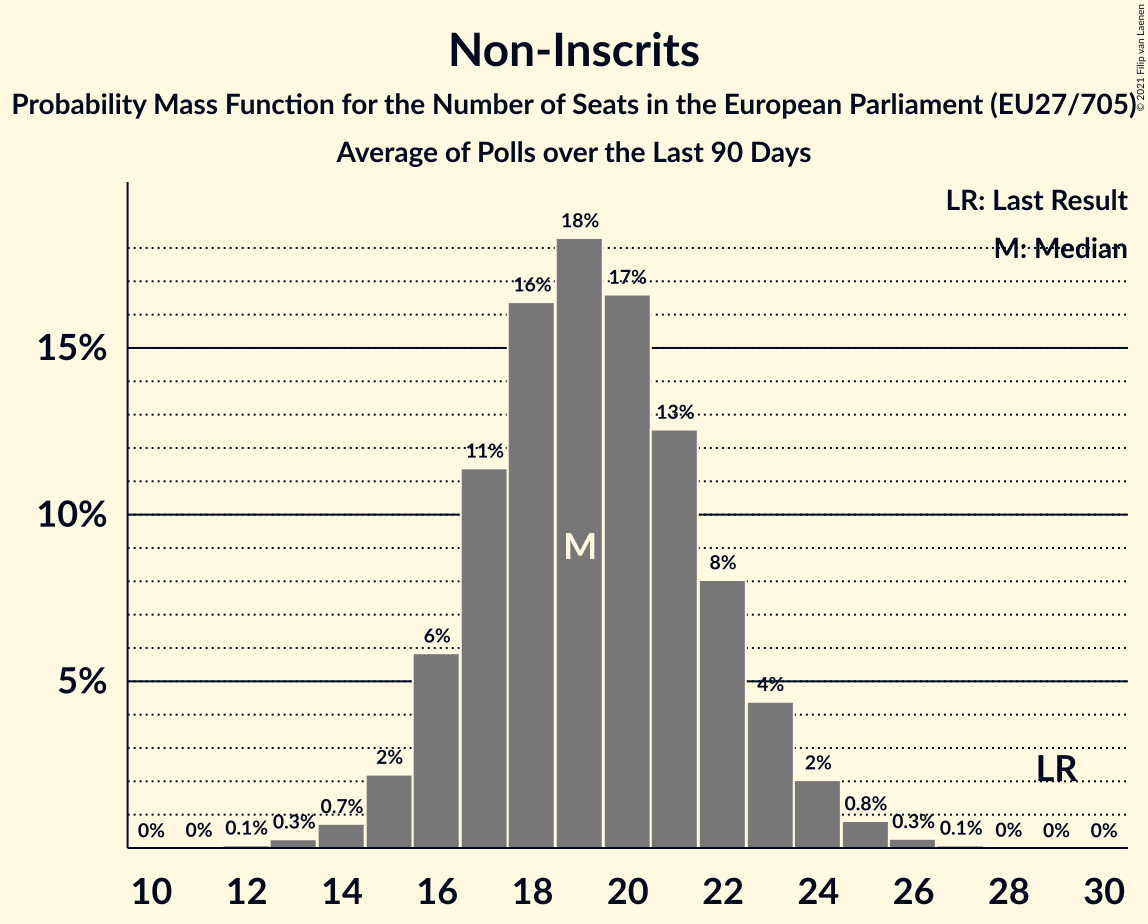 Non-Inscrits
Probability Mass Function for the Number of Seats in the European Parliament (EU27/705)
Average of Polls over the Last 90 Days
© 2021 Filip van Laenen
LR: Last Result
M: Median
15%
10%
5%
0%
0%
0.1%
0.3%
0.7%
2%
6%
11%
16%
18%
17%
13%
8%
4%
2%
0.8%
0.3%
0.1%
0%
0%
0%
M
LR
10 12 14 16 18 20 22 24 26 28 30